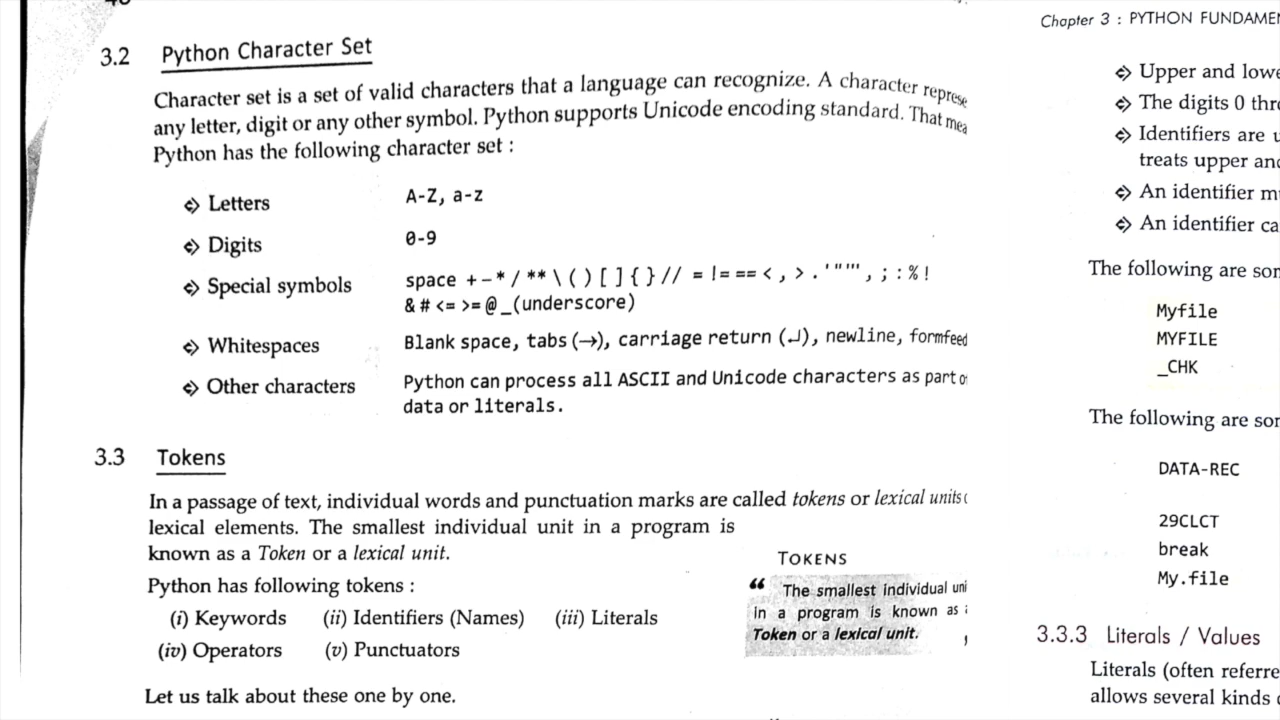 3.2 Python Character Set
Character set is a set of valid characters that a language can recognize. A character represe
any letter, digit or any other symbol. Python supports Unicode encoding standard. That mea
Python has the following character set :
Letters A-Z, a-z
Digits 0-9
Special symbols space + – * / ** \ ( ) [ ] { } // = != == < , > . ' " ''' , ; : % !
& # <= >= @ _(underscore)
Whitespaces Blank space, tabs (→), carriage return (↵), newline, formfeed
Other characters Python can process all ASCII and Unicode characters as part o
data or literals.
3.3 Tokens
In a passage of text, individual words and punctuation marks are called tokens or lexical units
lexical elements. The smallest individual unit in a program is
known as a Token or a lexical unit.
Python has following tokens :
(i) Keywords (ii) Identifiers (Names) (iii) Literals
(iv) Operators (v) Punctuators
Let us talk about these one by one.
TOKENS
“ The smallest individual uni
in a program is known as
Token or a lexical unit. ,
Chapter 3 : PYTHON FUNDAME
Upper and lowe
The digits 0 thr
Identifiers are u
treats upper and
An identifier m
An identifier ca
The following are som
Myfile
MYFILE
_CHK
The following are som
DATA-REC
29CLCT
break
My.file
3.3.3 Literals / Values
Literals (often referre
allows several kinds